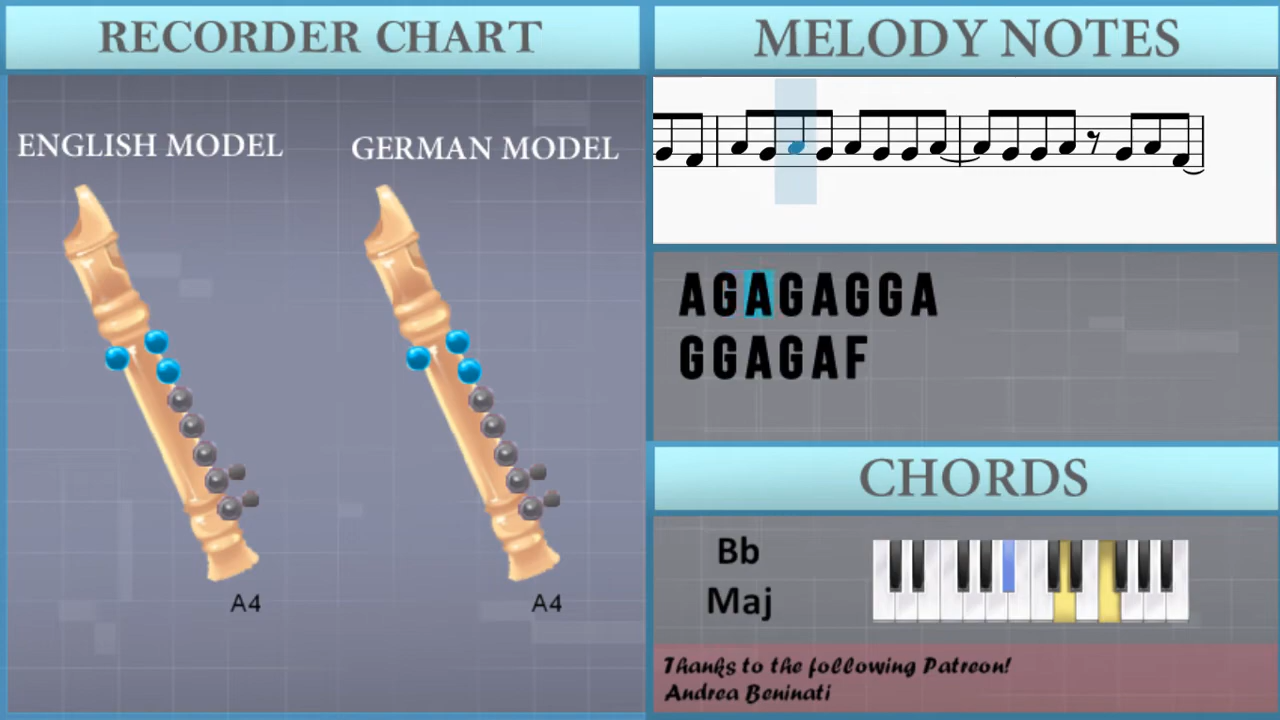 RECORDER CHART
ENGLISH MODEL
GERMAN MODEL
A4
A4
MELODY NOTES
AGAGAGGA
GGAGAF
CHORDS
Bb
Maj
Thanks to the following Patreon!
Andrea Beninati